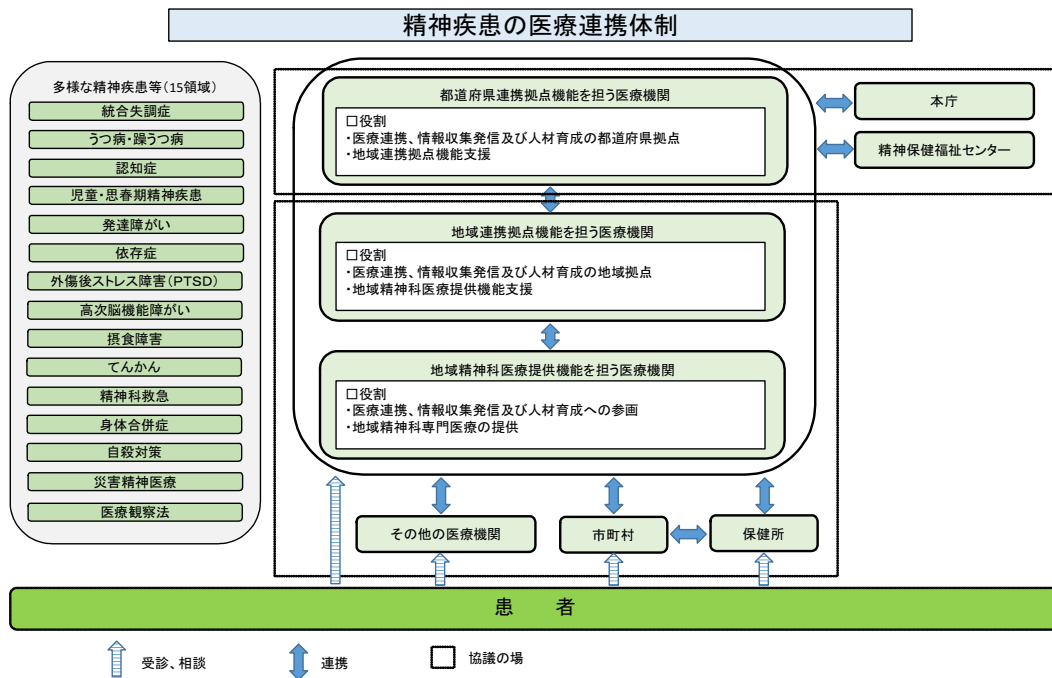 精神疾患の医療連携体制
多様な精神疾患等(15領域)
統合失調症
うつ病・躁うつ病
認知症
児童・思春期精神疾患
発達障がい
依存症
外傷後ストレス障害(PTSD)
高次脳機能障がい
摂食障害
てんかん
精神科救急
身体合併症
自殺対策
災害精神医療
医療観察法
都道府県連携拠点機能を担う医療機関
□役割
・医療連携、情報収集発信及び人材育成の都道府県拠点
・地域連携拠点機能支援
本庁
精神保健福祉センター
地域連携拠点機能を担う医療機関
□役割
・医療連携、情報収集発信及び人材育成の地域拠点
・地域精神科医療提供機能支援
地域精神科医療提供機能を担う医療機関
□役割
・医療連携、情報収集発信及び人材育成への参画
・地域精神科専門医療の提供
その他の医療機関
市町村
保健所
患　者
受診、相談
連携
協議の場